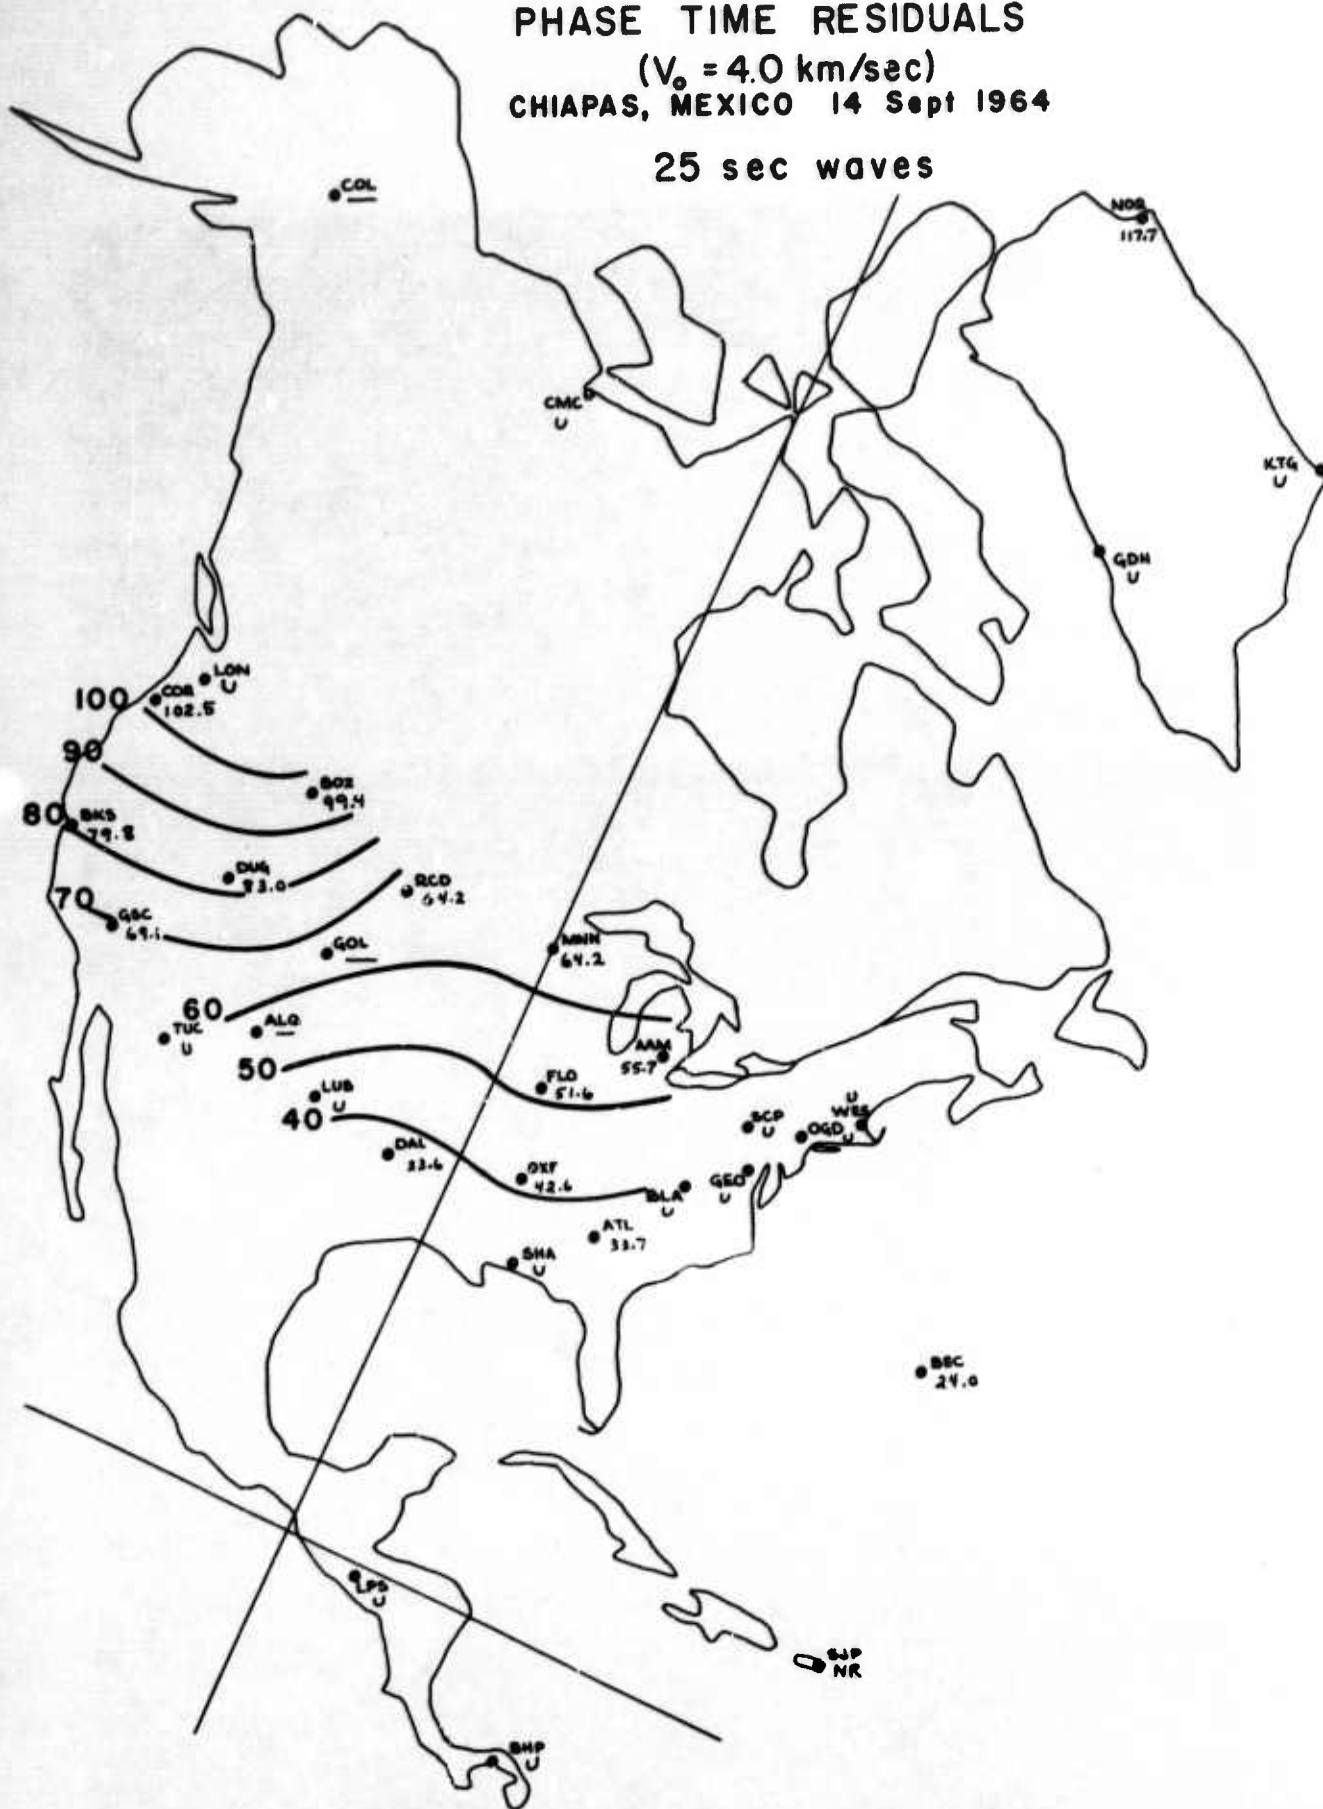 PHASE TIME RESIDUALS
(V₀ = 4.0 km/sec)
CHIAPAS, MEXICO 14 Sept 1964
25 sec waves
COL
NOR
117.7
CMC
U
KTG
U
GDH
U
LON
U
100
COR
102.5
90
BOZ
99.4
80
BKS
79.8
DUG
83.0
RCD
64.2
70
GSC
69.1
GOL
MNN
64.2
60
TUC
U
ALQ
AAM
55.7
50
FLO
51.6
LUB
U
40
U
WES
SCP
U
OGD
U
DAL
33.6
OXF
42.6
GEO
U
BLA
U
ATL
33.7
SHA
U
BEC
24.0
LPS
U
SJP
NR
BHP
U